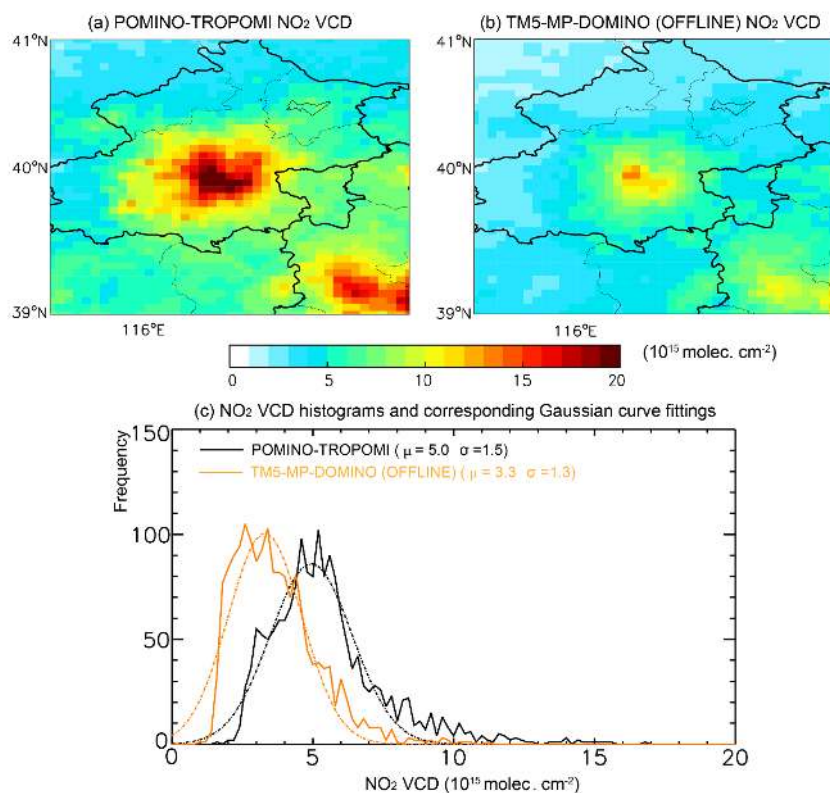 (a) POMINO-TROPOMI NO₂ VCD
(b) TM5-MP-DOMINO (OFFLINE) NO₂ VCD
41°N
41°N
40°N
40°N
39°N
39°N
116°E
116°E
0 5 10 15 20
(10¹⁵ molec. cm⁻²)
(c) NO₂ VCD histograms and corresponding Gaussian curve fittings
150
POMINO-TROPOMI ( μ = 5.0 σ =1.5)
TM5-MP-DOMINO (OFFLINE) ( μ = 3.3 σ =1.3)
Frequency
100
50
0
0 5 10 15 20
NO₂ VCD (10¹⁵ molec. cm⁻²)